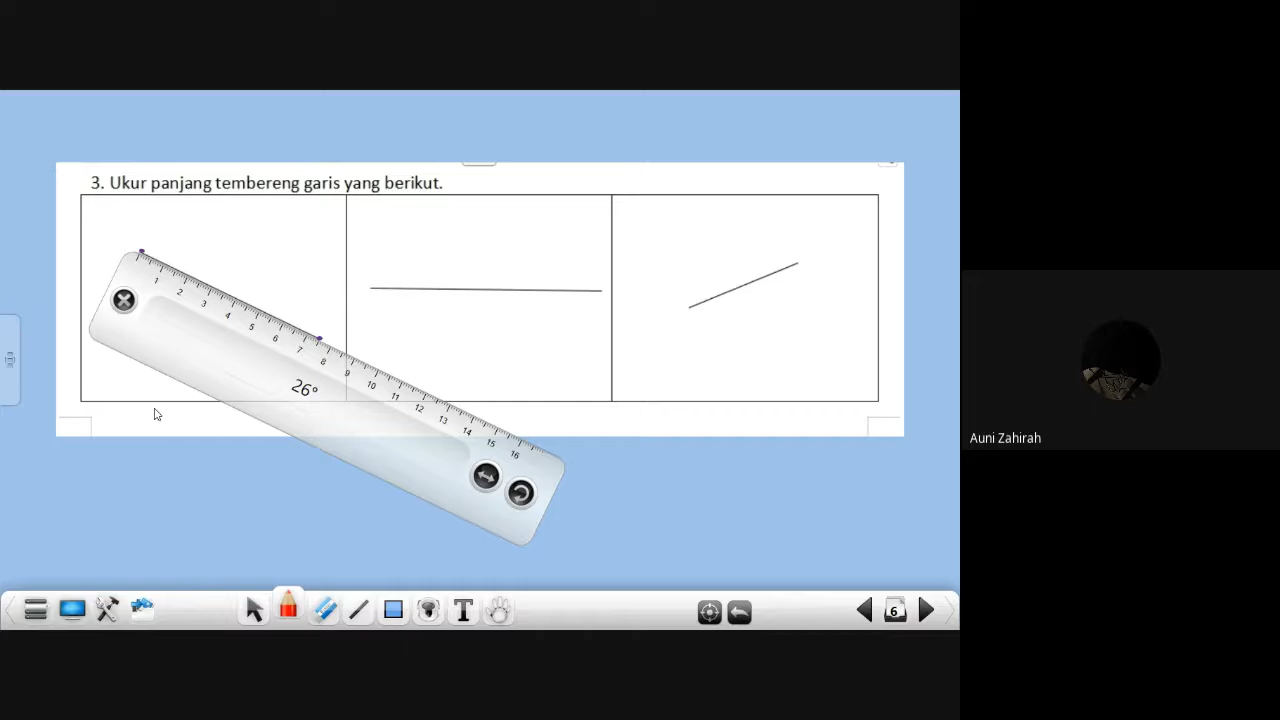 3. Ukur panjang tembereng garis yang berikut.
1 2 3 4 5 6 7 8 9 10 11 12 13 14 15 16
26°
Auni Zahirah
T
6